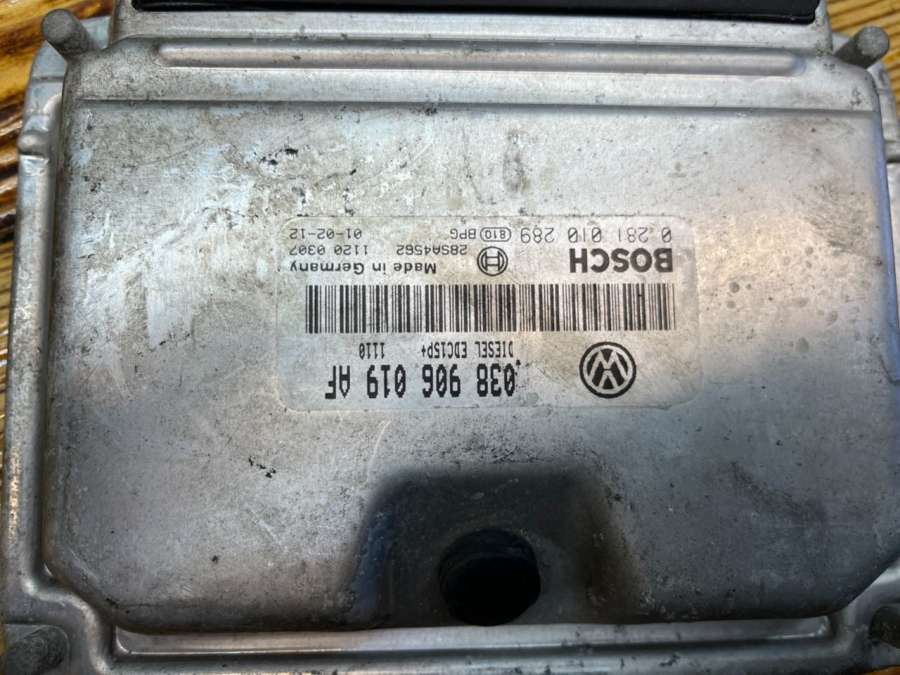 VW
038 906 019 AF
DIESEL EDC15P+ 1110
BOSCH Made in Germany
28SA4562 1120 0307
0 281 010 289 810 BPG 01-02-12